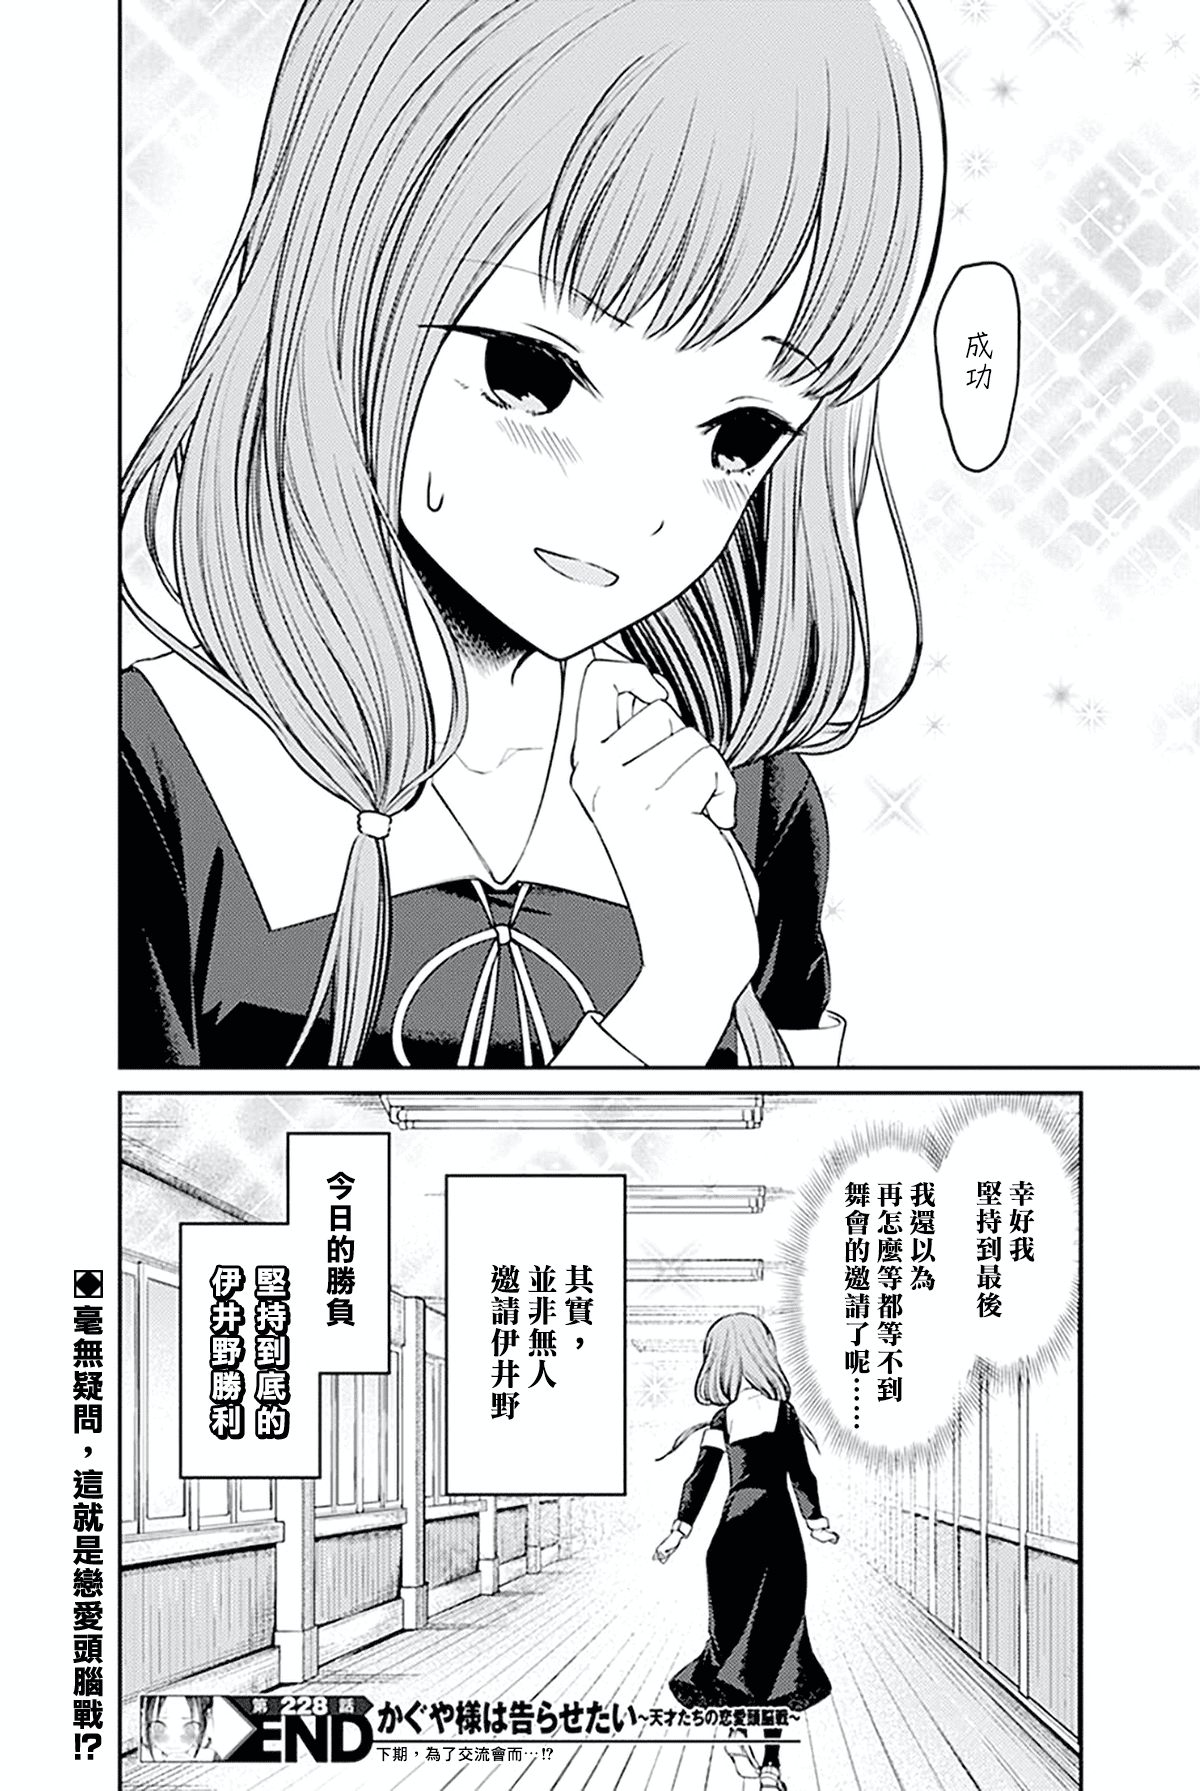 成功
幸好我
堅持到最後
我還以為
再怎麼等都等不到
舞會的邀請了呢……
其實，
並非無人
邀請伊井野
今日的勝負
堅持到底的
伊井野勝利
毫無疑問，這就是戀愛頭腦戰!?
第228話
END
かぐや様は告らせたい～天才たちの恋愛頭脳戦～
下期，為了交流會而…!?